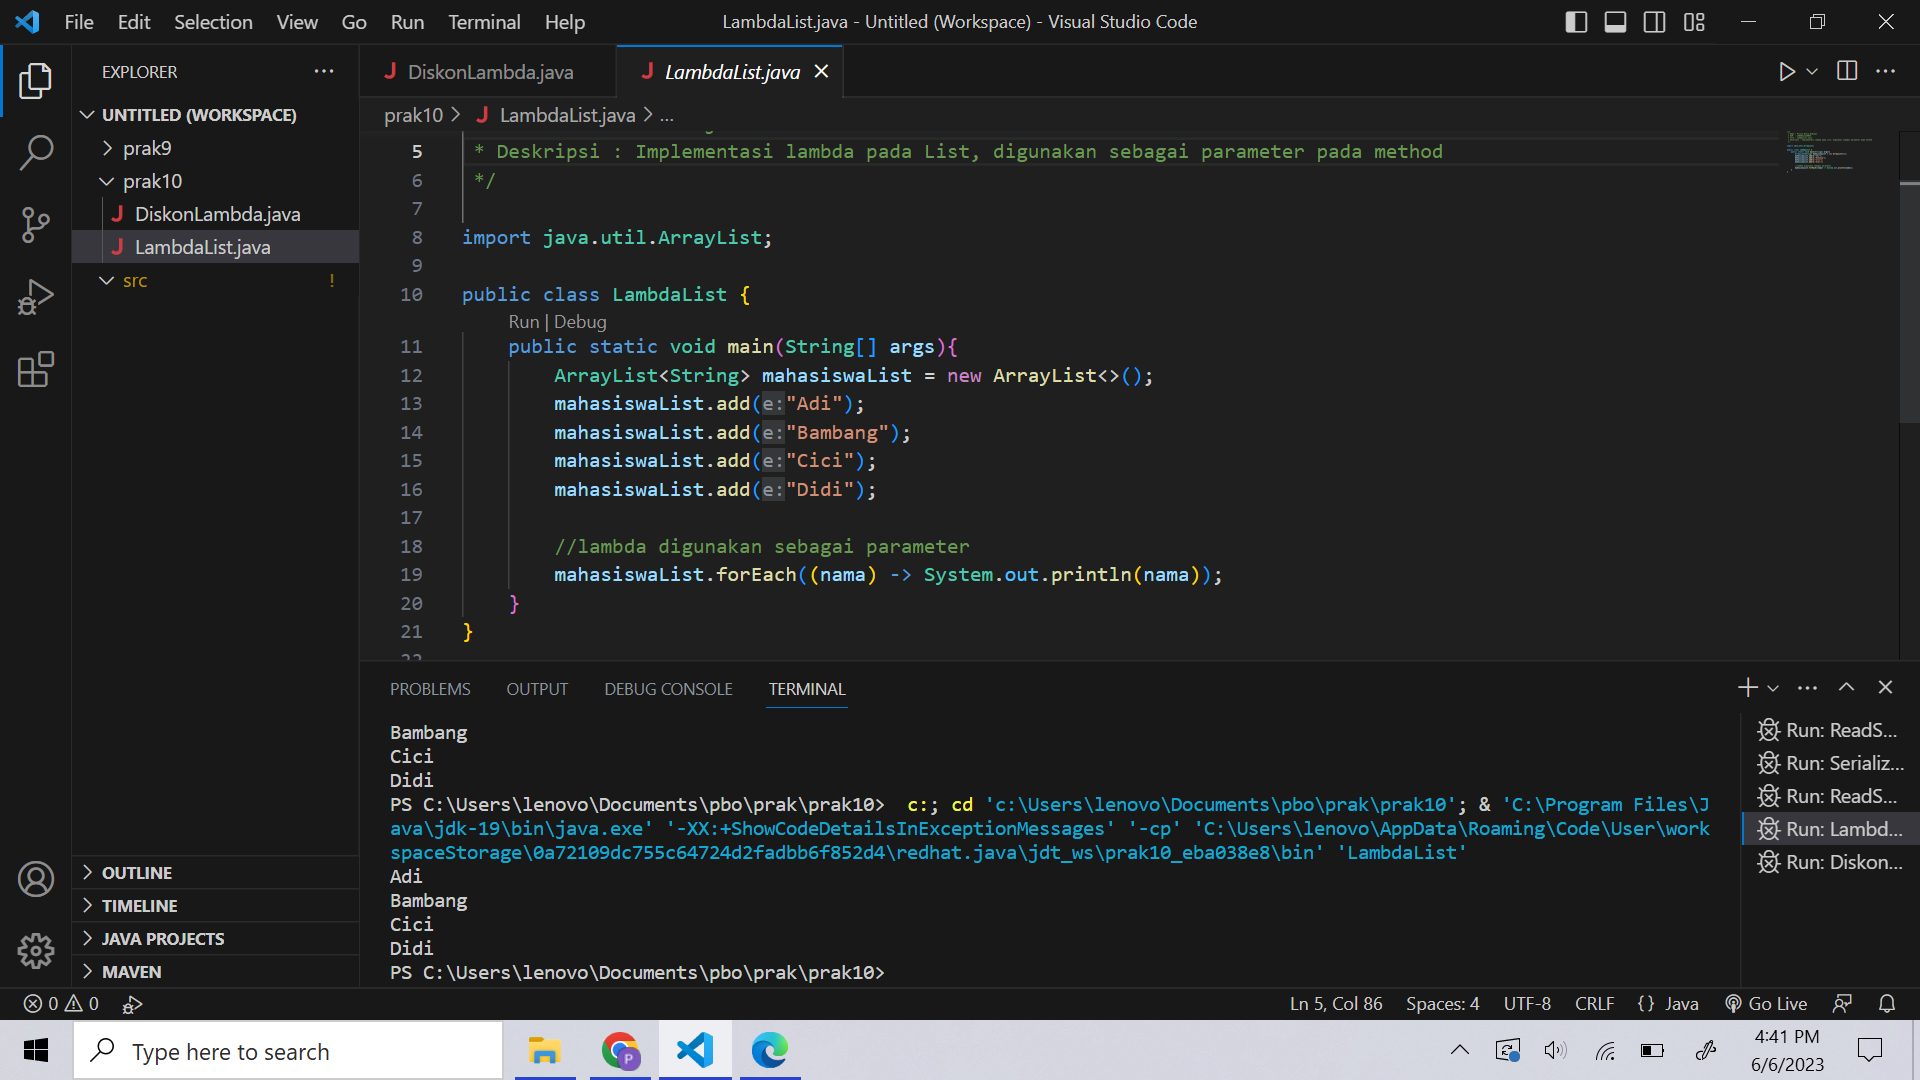 File Edit Selection View Go Run Terminal Help
LambdaList.java - Untitled (Workspace) - Visual Studio Code
EXPLORER
UNTITLED (WORKSPACE)
prak9
prak10
DiskonLambda.java
LambdaList.java
src !
OUTLINE
TIMELINE
JAVA PROJECTS
MAVEN
DiskonLambda.java LambdaList.java
prak10 > LambdaList.java > ...
5 * Deskripsi : Implementasi lambda pada List, digunakan sebagai parameter pada method
6 */
7
8 import java.util.ArrayList;
9
10 public class LambdaList {
Run | Debug
11 public static void main(String[] args){
12 ArrayList<String> mahasiswaList = new ArrayList<>();
13 mahasiswaList.add(e:"Adi");
14 mahasiswaList.add(e:"Bambang");
15 mahasiswaList.add(e:"Cici");
16 mahasiswaList.add(e:"Didi");
17
18 //lambda digunakan sebagai parameter
19 mahasiswaList.forEach((nama) -> System.out.println(nama));
20 }
21 }
22
PROBLEMS OUTPUT DEBUG CONSOLE TERMINAL
Bambang
Cici
Didi
PS C:\Users\lenovo\Documents\pbo\prak\prak10>  c:; cd 'c:\Users\lenovo\Documents\pbo\prak\prak10'; & 'C:\Program Files\J
ava\jdk-19\bin\java.exe' '-XX:+ShowCodeDetailsInExceptionMessages' '-cp' 'C:\Users\lenovo\AppData\Roaming\Code\User\work
spaceStorage\0a72109dc755c64724d2fadbb6f852d4\redhat.java\jdt_ws\prak10_eba038e8\bin' 'LambdaList'
Adi
Bambang
Cici
Didi
PS C:\Users\lenovo\Documents\pbo\prak\prak10>
Run: ReadS...
Run: Serializ...
Run: ReadS...
Run: Lambd...
Run: Diskon...
0 0
Ln 5, Col 86 Spaces: 4 UTF-8 CRLF {} Java Go Live
Type here to search
P
4:41 PM
6/6/2023